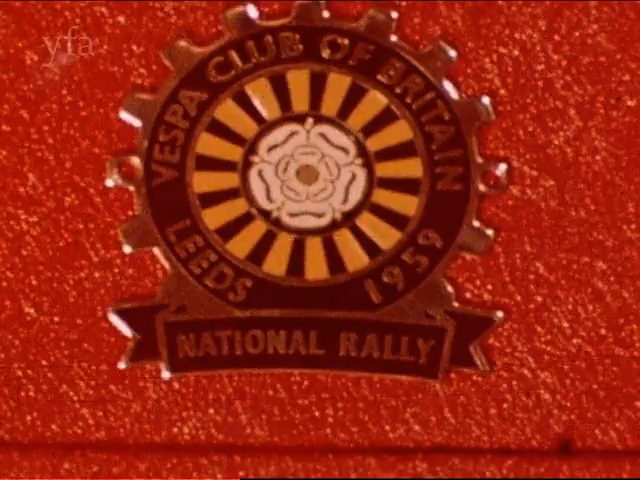 yfa
VESPA CLUB OF BRITAIN
LEEDS 1959
NATIONAL RALLY